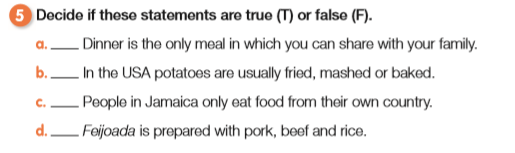 5 Decide if these statements are true (T) or false (F).
a. ____ Dinner is the only meal in which you can share with your family.
b. ____ In the USA potatoes are usually fried, mashed or baked.
c. ____ People in Jamaica only eat food from their own country.
d. ____ Feijoada is prepared with pork, beef and rice.